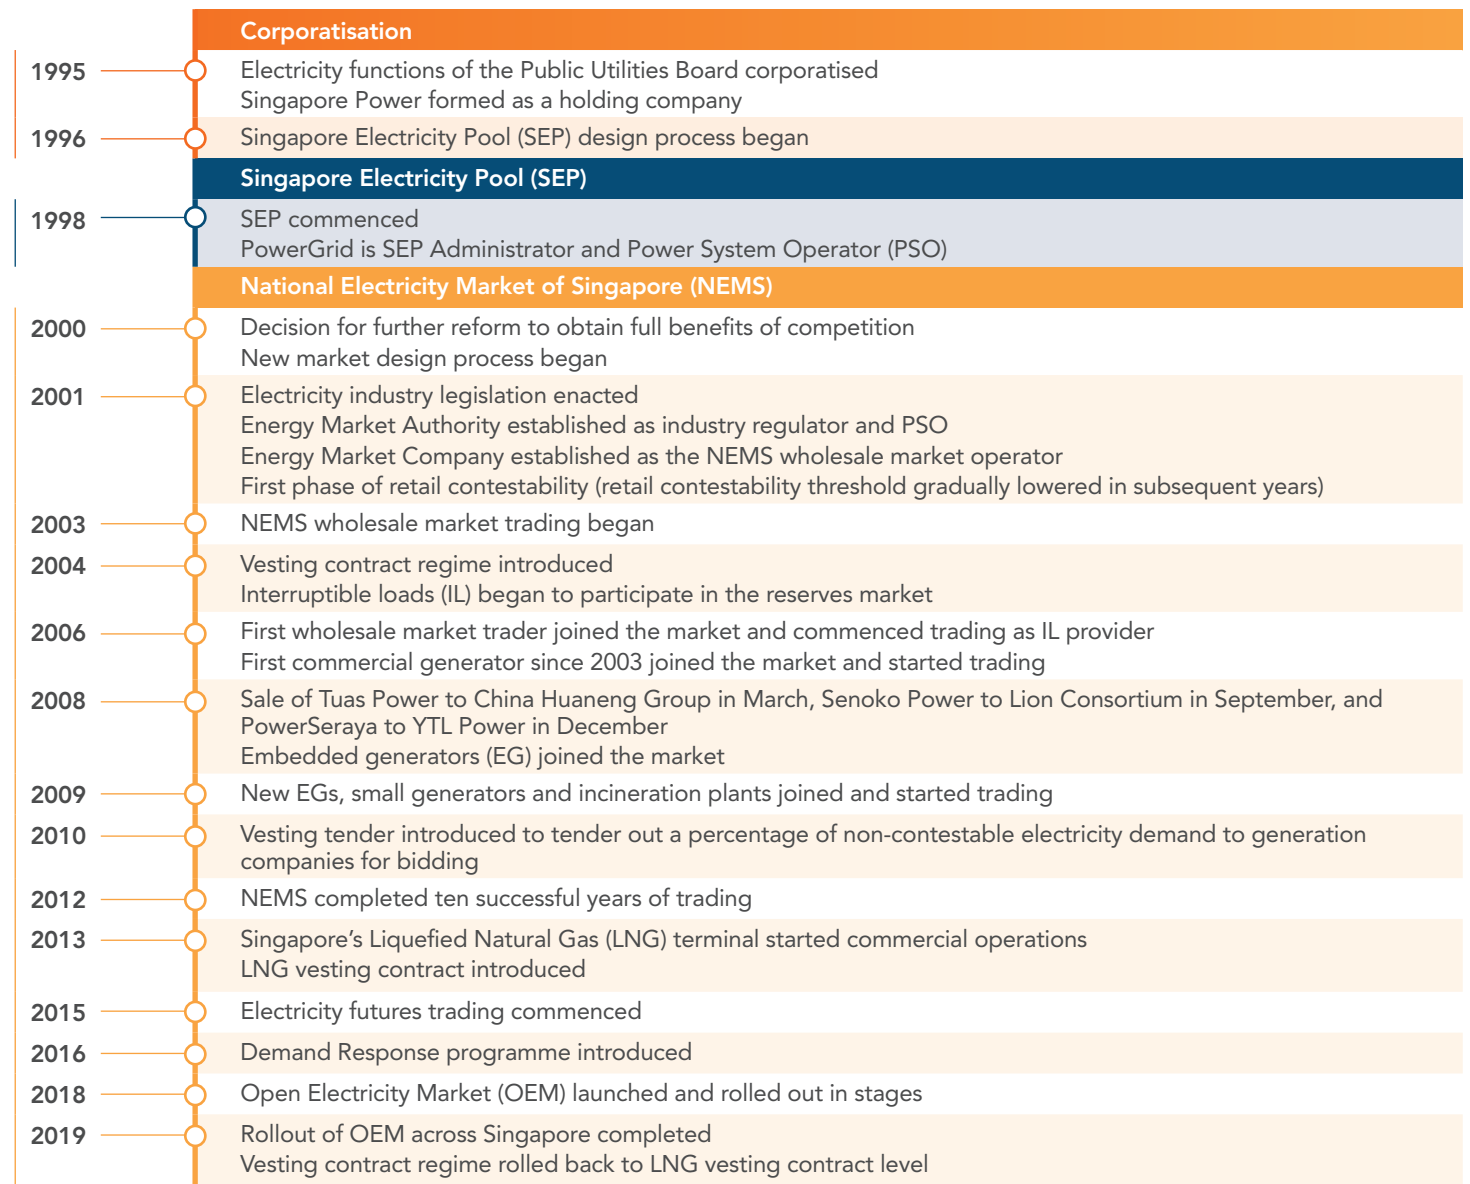 Corporatisation
1995
Electricity functions of the Public Utilities Board corporatised
Singapore Power formed as a holding company
1996
Singapore Electricity Pool (SEP) design process began
Singapore Electricity Pool (SEP)
1998
SEP commenced
PowerGrid is SEP Administrator and Power System Operator (PSO)
National Electricity Market of Singapore (NEMS)
2000
Decision for further reform to obtain full benefits of competition
New market design process began
2001
Electricity industry legislation enacted
Energy Market Authority established as industry regulator and PSO
Energy Market Company established as the NEMS wholesale market operator
First phase of retail contestability (retail contestability threshold gradually lowered in subsequent years)
2003
NEMS wholesale market trading began
2004
Vesting contract regime introduced
Interruptible loads (IL) began to participate in the reserves market
2006
First wholesale market trader joined the market and commenced trading as IL provider
First commercial generator since 2003 joined the market and started trading
2008
Sale of Tuas Power to China Huaneng Group in March, Senoko Power to Lion Consortium in September, and
PowerSeraya to YTL Power in December
Embedded generators (EG) joined the market
2009
New EGs, small generators and incineration plants joined and started trading
2010
Vesting tender introduced to tender out a percentage of non-contestable electricity demand to generation
companies for bidding
2012
NEMS completed ten successful years of trading
2013
Singapore’s Liquefied Natural Gas (LNG) terminal started commercial operations
LNG vesting contract introduced
2015
Electricity futures trading commenced
2016
Demand Response programme introduced
2018
Open Electricity Market (OEM) launched and rolled out in stages
2019
Rollout of OEM across Singapore completed
Vesting contract regime rolled back to LNG vesting contract level